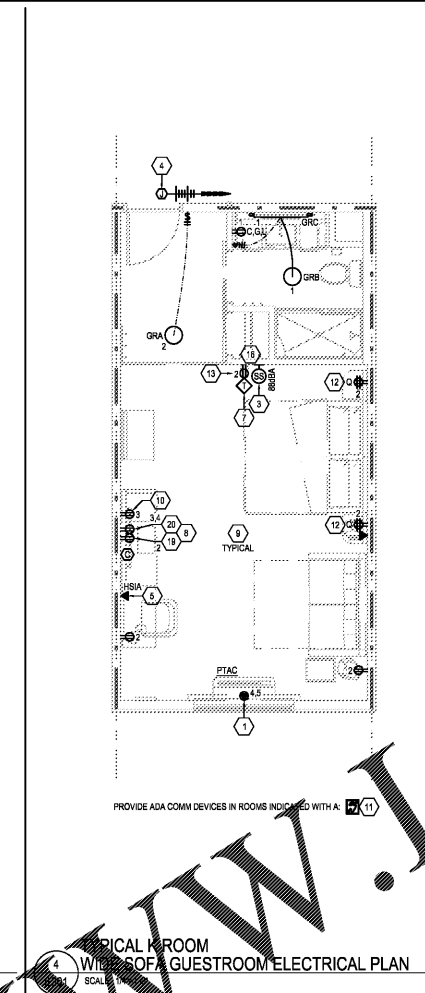 4
1
GRC
C,G,L
GRB
1
GRA
2
16
13
2
SS
88dBA
12
Q
2
7
3
10
3
3,4
20
8
19
2
9
TYPICAL
2
12
Q
C
HSIA
5
2
2
PTAC
4,5
1
PROVIDE ADA COMM DEVICES IN ROOMS INDICATED WITH A: 11
4
TYPICAL K ROOM
WIDE SOFA GUESTROOM ELECTRICAL PLAN
SCALE: